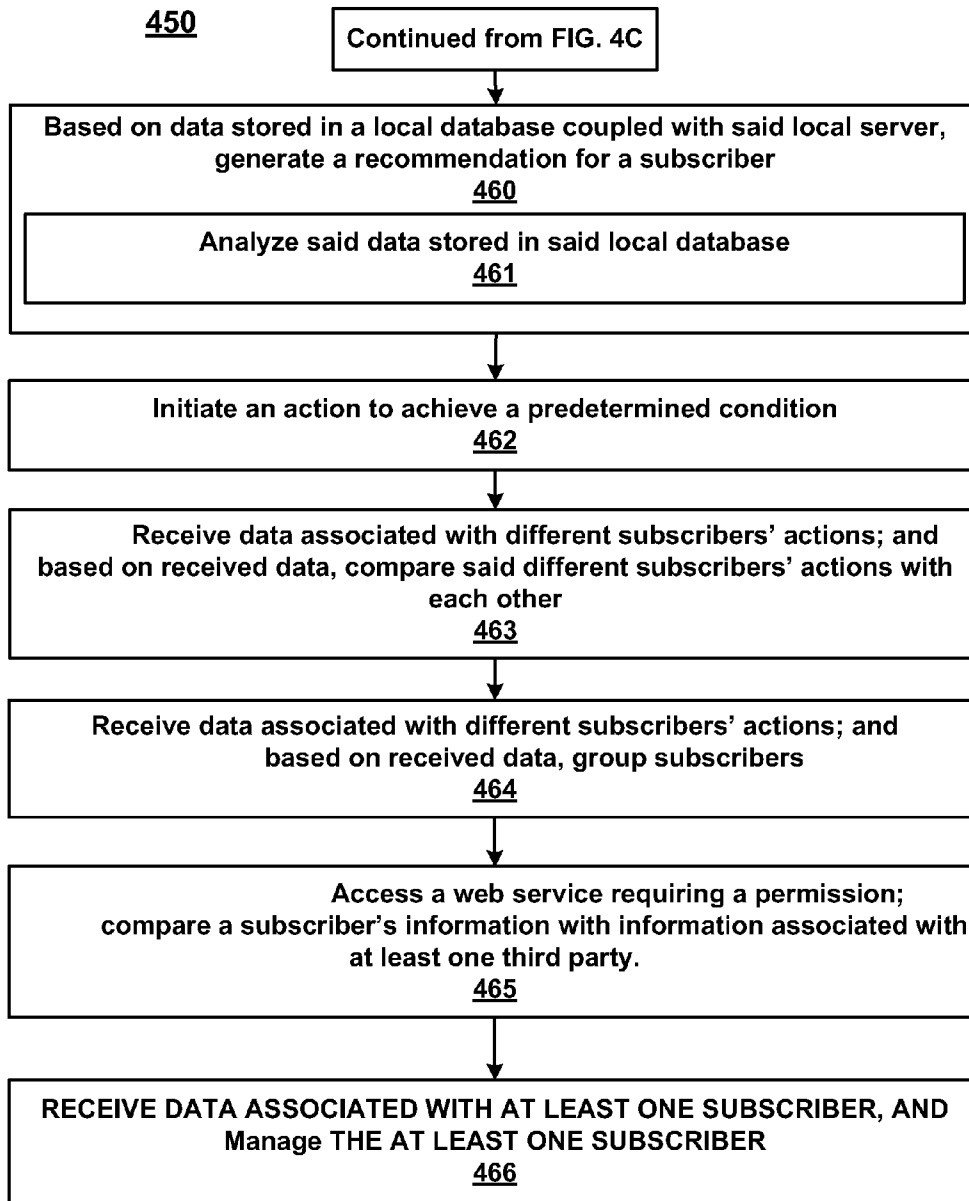 450
Continued from FIG. 4C
Based on data stored in a local database coupled with said local server,
generate a recommendation for a subscriber
460
Analyze said data stored in said local database
461
Initiate an action to achieve a predetermined condition
462
Receive data associated with different subscribers’ actions; and
based on received data, compare said different subscribers’ actions with
each other
463
Receive data associated with different subscribers’ actions; and
based on received data, group subscribers
464
Access a web service requiring a permission;
compare a subscriber’s information with information associated with
at least one third party.
465
RECEIVE DATA ASSOCIATED WITH AT LEAST ONE SUBSCRIBER, AND
Manage THE AT LEAST ONE SUBSCRIBER
466